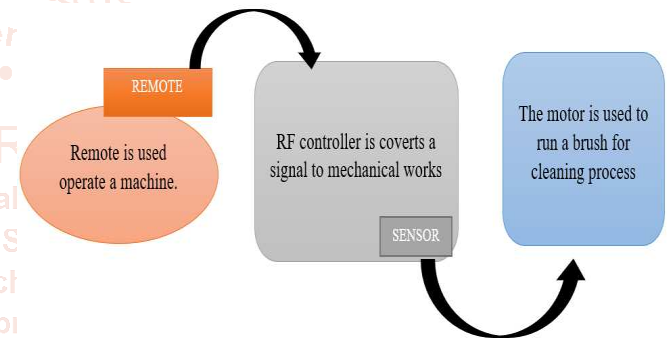 REMOTE
Remote is used
operate a machine.
RF controller is coverts a
signal to mechanical works
SENSOR
The motor is used to
run a brush for
cleaning process